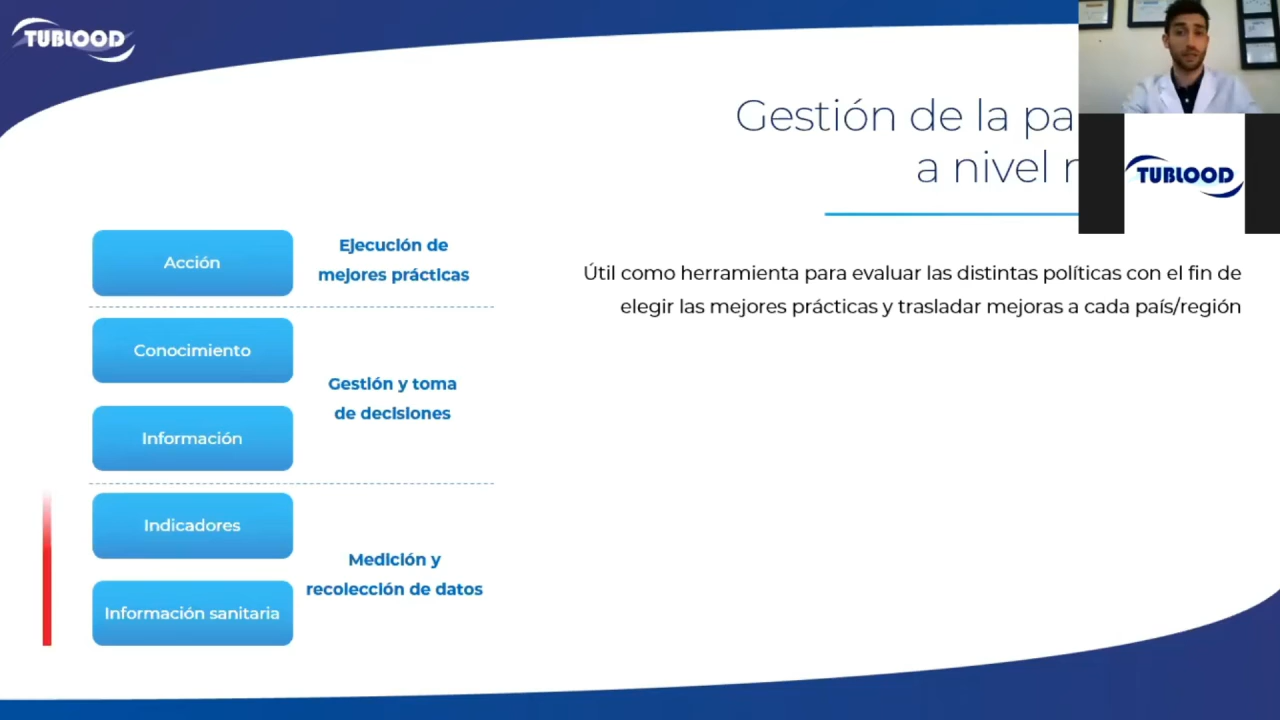 TUBLOOD
Gestión de la
a nivel
TUBLOOD
Acción
Ejecución de
mejores prácticas
Útil como herramienta para evaluar las distintas políticas con el fin de
elegir las mejores prácticas y trasladar mejoras a cada país/región
Conocimiento
Gestión y toma
de decisiones
Información
Indicadores
Medición y
recolección de datos
Información sanitaria